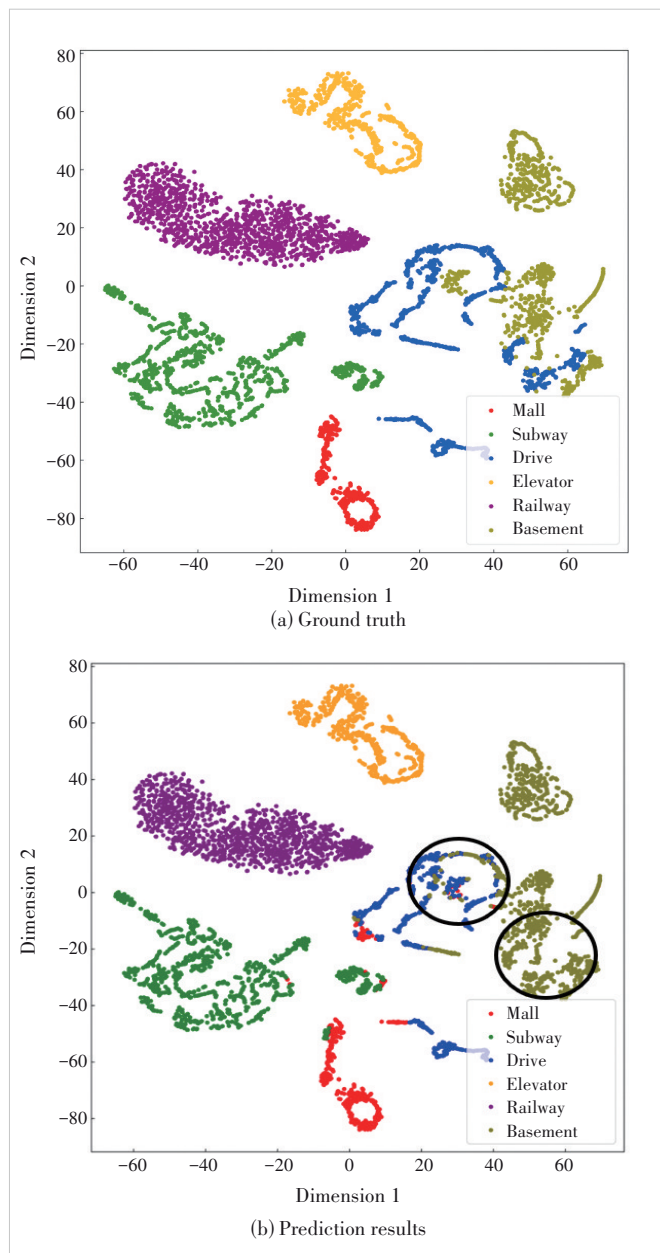 80
60
40
20
0
−20
−40
−60
−80
Dimension 2
Mall
Subway
Drive
Elevator
Railway
Basement
−60 −40 −20 0 20 40 60
Dimension 1
(a) Ground truth
80
60
40
20
0
−20
−40
−60
−80
Dimension 2
Mall
Subway
Drive
Elevator
Railway
Basement
−60 −40 −20 0 20 40 60
Dimension 1
(b) Prediction results